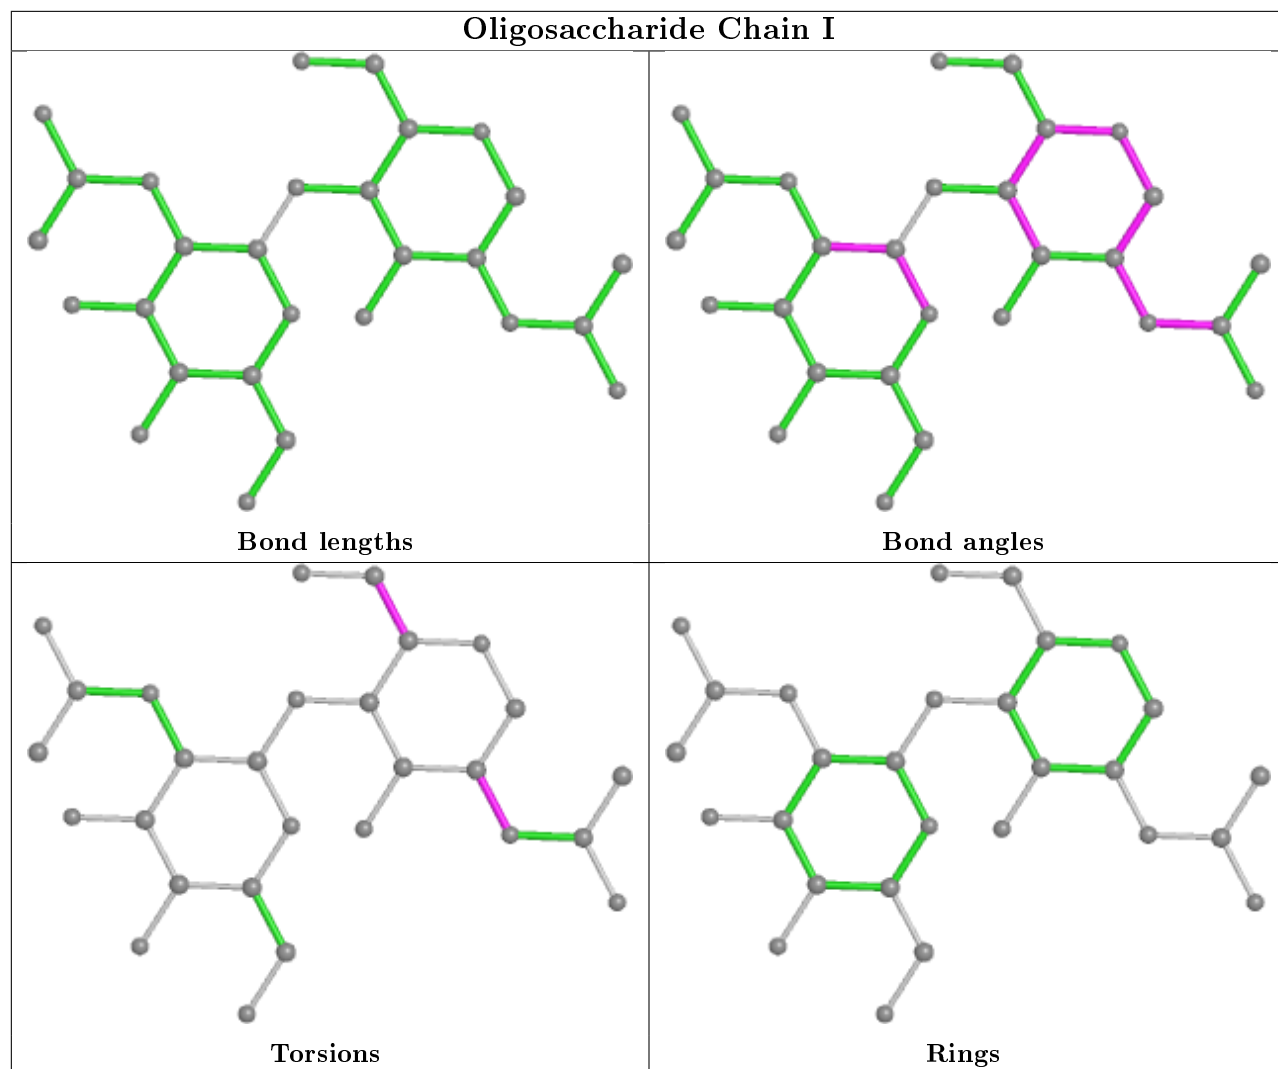 Oligosaccharide Chain I
Bond lengths
Bond angles
Torsions
Rings